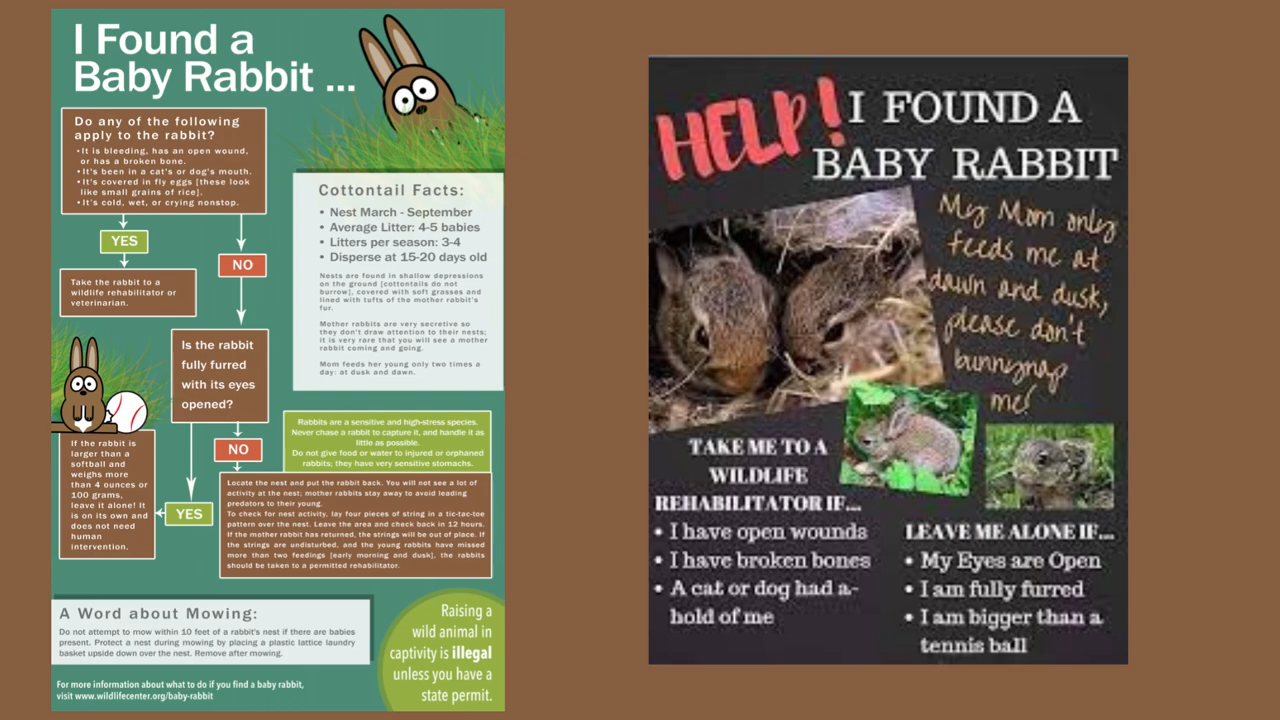 I Found a
Baby Rabbit ...
Do any of the following
apply to the rabbit?
•It is bleeding, has an open wound,
or has a broken bone.
•It's been in a cat's or dog's mouth.
•It's covered in fly eggs [these look
like small grains of rice].
•It's cold, wet, or crying nonstop.
YES
NO
Take the rabbit to a
wildlife rehabilitator or
veterinarian.
Is the rabbit
fully furred
with its eyes
opened?
NO
YES
If the rabbit is
larger than a
softball and
weighs more
than 4 ounces or
100 grams,
leave it alone! It
is on its own and
does not need
human
intervention.
Cottontail Facts:
• Nest March - September
• Average Litter: 4-5 babies
• Litters per season: 3-4
• Disperse at 15-20 days old
Nests are found in shallow depressions
on the ground [cottontails do not
burrow], covered with soft grasses and
lined with tufts of the mother rabbit's
fur.
Mother rabbits are very secretive so
they don't draw attention to their nests;
it is very rare that you will see a mother
rabbit coming and going.
Mom feeds her young only two times a
day: at dusk and dawn.
Rabbits are a sensitive and high-stress species.
Never chase a rabbit to capture it, and handle it as
little as possible.
Do not give food or water to injured or orphaned
rabbits; they have very sensitive stomachs.
Locate the nest and put the rabbit back. You will not see a lot of
activity at the nest; mother rabbits stay away to avoid leading
predators to their young.
To check for nest activity, lay four pieces of string in a tic-tac-toe
pattern over the nest. Leave the area and check back in 12 hours.
If the mother rabbit has returned, the strings will be out of place. If
the strings are undisturbed, and the young rabbits have missed
more than two feedings [early morning and dusk], the rabbits
should be taken to a permitted rehabilitator.
A Word about Mowing:
Do not attempt to mow within 10 feet of a rabbit's nest if there are babies
present. Protect a nest during mowing by placing a plastic lattice laundry
basket upside down over the nest. Remove after mowing.
Raising a
wild animal in
captivity is illegal
unless you have a
state permit.
For more information about what to do if you find a baby rabbit,
visit www.wildlifecenter.org/baby-rabbit
HELP! I FOUND A
BABY RABBIT
My Mom only
feeds me at
dawn and dusk,
please don't
bunnynap
me!
TAKE ME TO A
WILDLIFE
REHABILITATOR IF...
• I have open wounds
• I have broken bones
• A cat or dog had a-
hold of me
LEAVE ME ALONE IF...
• My Eyes are Open
• I am fully furred
• I am bigger than a
tennis ball